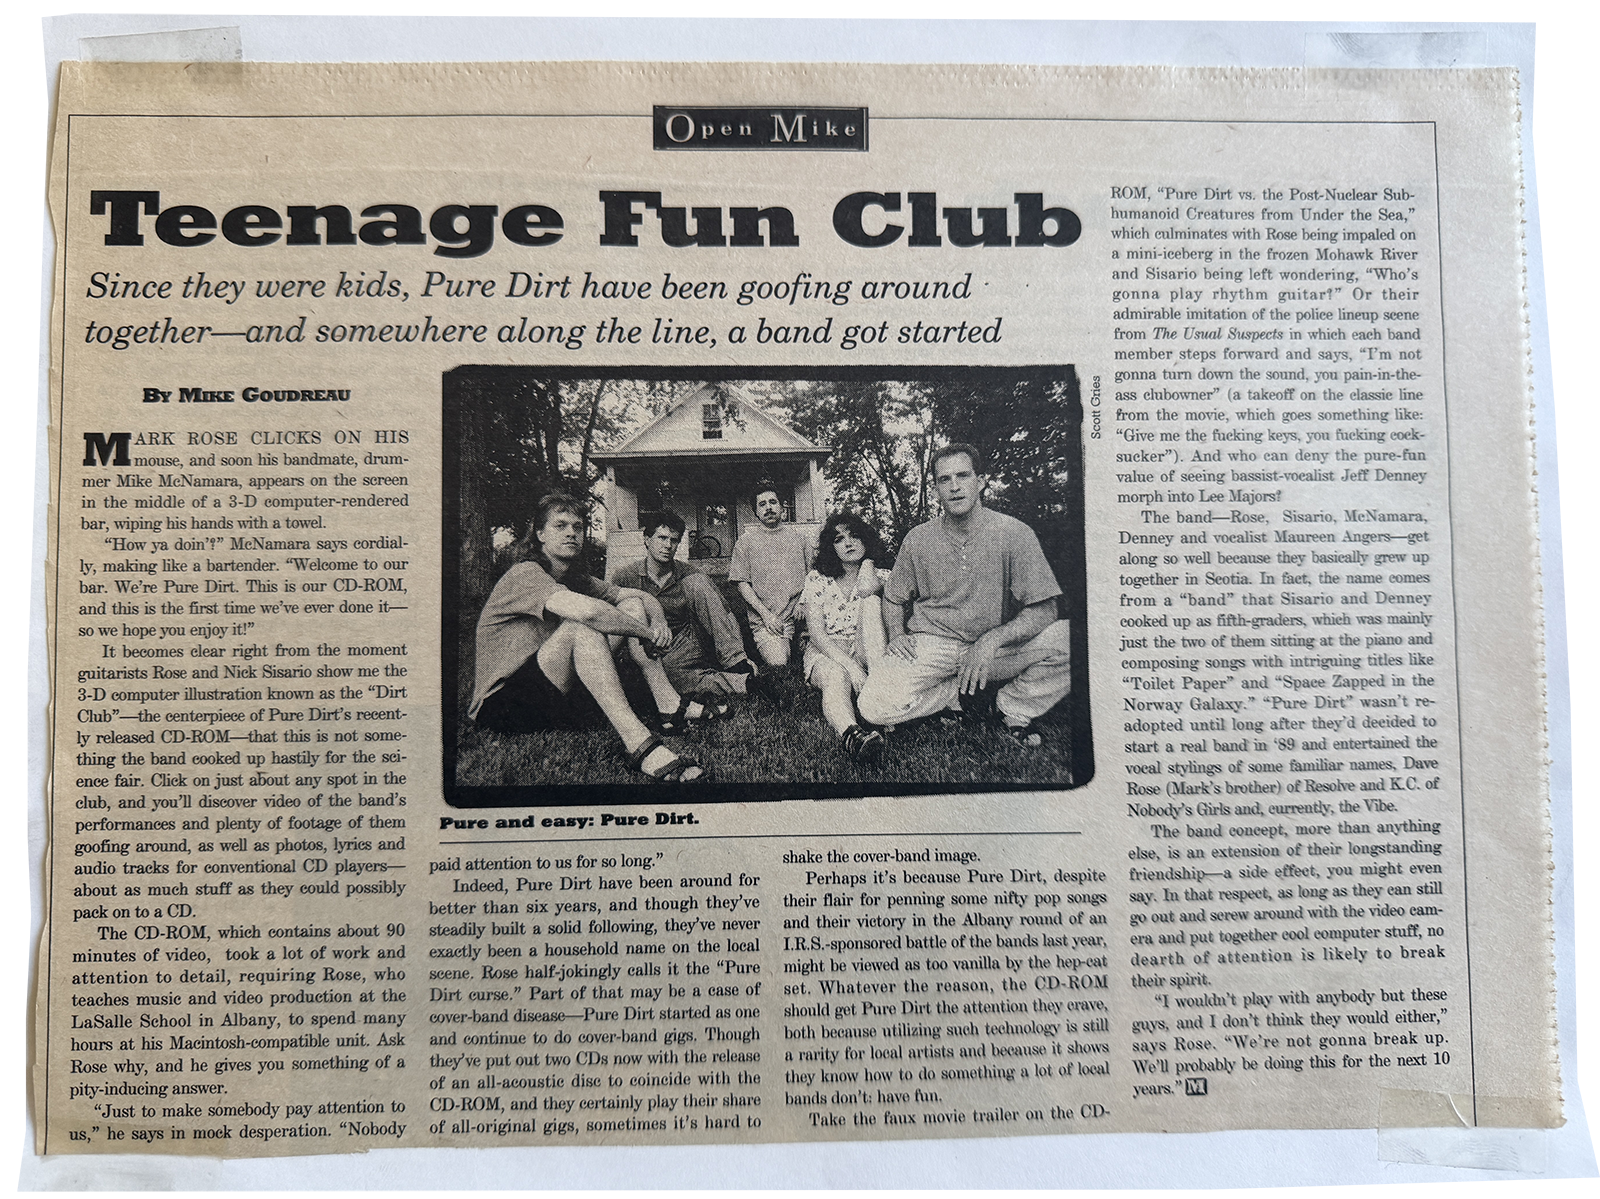 Open Mike
Teenage Fun Club
Since they were kids, Pure Dirt have been goofing around
together—and somewhere along the line, a band got started
By Mike Goudreau
MARK ROSE CLICKS ON HIS
mouse, and soon his bandmate, drum-
mer Mike McNamara, appears on the screen
in the middle of a 3-D computer-rendered
bar, wiping his hands with a towel.
“How ya doin’?” McNamara says cordial-
ly, making like a bartender. “Welcome to our
bar. We’re Pure Dirt. This is our CD-ROM,
and this is the first time we’ve ever done it—
so we hope you enjoy it!”
It becomes clear right from the moment
guitarists Rose and Nick Sisario show me the
3-D computer illustration known as the “Dirt
Club”—the centerpiece of Pure Dirt’s recent-
ly released CD-ROM—that this is not some-
thing the band cooked up hastily for the sci-
ence fair. Click on just about any spot in the
club, and you’ll discover video of the band’s
performances and plenty of footage of them
goofing around, as well as photos, lyrics and
audio tracks for conventional CD players—
about as much stuff as they could possibly
pack on to a CD.
The CD-ROM, which contains about 90
minutes of video, took a lot of work and
attention to detail, requiring Rose, who
teaches music and video production at the
LaSalle School in Albany, to spend many
hours at his Macintosh-compatible unit. Ask
Rose why, and he gives you something of a
pity-inducing answer.
“Just to make somebody pay attention to
us,” he says in mock desperation. “Nobody
Scott Gries
Pure and easy: Pure Dirt.
paid attention to us for so long.”
Indeed, Pure Dirt have been around for
better than six years, and though they’ve
steadily built a solid following, they’ve never
exactly been a household name on the local
scene. Rose half-jokingly calls it the “Pure
Dirt curse.” Part of that may be a case of
cover-band disease—Pure Dirt started as one
and continue to do cover-band gigs. Though
they’ve put out two CDs now with the release
of an all-acoustic disc to coincide with the
CD-ROM, and they certainly play their share
of all-original gigs, sometimes it’s hard to
shake the cover-band image.
Perhaps it’s because Pure Dirt, despite
their flair for penning some nifty pop songs
and their victory in the Albany round of an
I.R.S.-sponsored battle of the bands last year,
might be viewed as too vanilla by the hep-cat
set. Whatever the reason, the CD-ROM
should get Pure Dirt the attention they crave,
both because utilizing such technology is still
a rarity for local artists and because it shows
they know how to do something a lot of local
bands don’t: have fun.
Take the faux movie trailer on the CD-
ROM, “Pure Dirt vs. the Post-Nuclear Sub-
humanoid Creatures from Under the Sea,”
which culminates with Rose being impaled on
a mini-iceberg in the frozen Mohawk River
and Sisario being left wondering, “Who’s
gonna play rhythm guitar?” Or their
admirable imitation of the police lineup scene
from The Usual Suspects in which each band
member steps forward and says, “I’m not
gonna turn down the sound, you pain-in-the-
ass clubowner” (a takeoff on the classic line
from the movie, which goes something like:
“Give me the fucking keys, you fucking cock-
sucker”). And who can deny the pure-fun
value of seeing bassist-vocalist Jeff Denney
morph into Lee Majors?
The band—Rose, Sisario, McNamara,
Denney and vocalist Maureen Angers—get
along so well because they basically grew up
together in Scotia. In fact, the name comes
from a “band” that Sisario and Denney
cooked up as fifth-graders, which was mainly
just the two of them sitting at the piano and
composing songs with intriguing titles like
“Toilet Paper” and “Space Zapped in the
Norway Galaxy.” “Pure Dirt” wasn’t re-
adopted until long after they’d decided to
start a real band in ‘89 and entertained the
vocal stylings of some familiar names, Dave
Rose (Mark’s brother) of Resolve and K.C. of
Nobody’s Girls and, currently, the Vibe.
The band concept, more than anything
else, is an extension of their longstanding
friendship—a side effect, you might even
say. In that respect, as long as they can still
go out and screw around with the video cam-
era and put together cool computer stuff, no
dearth of attention is likely to break
their spirit.
“I wouldn’t play with anybody but these
guys, and I don’t think they would either,”
says Rose. “We’re not gonna break up.
We’ll probably be doing this for the next 10
years.” M